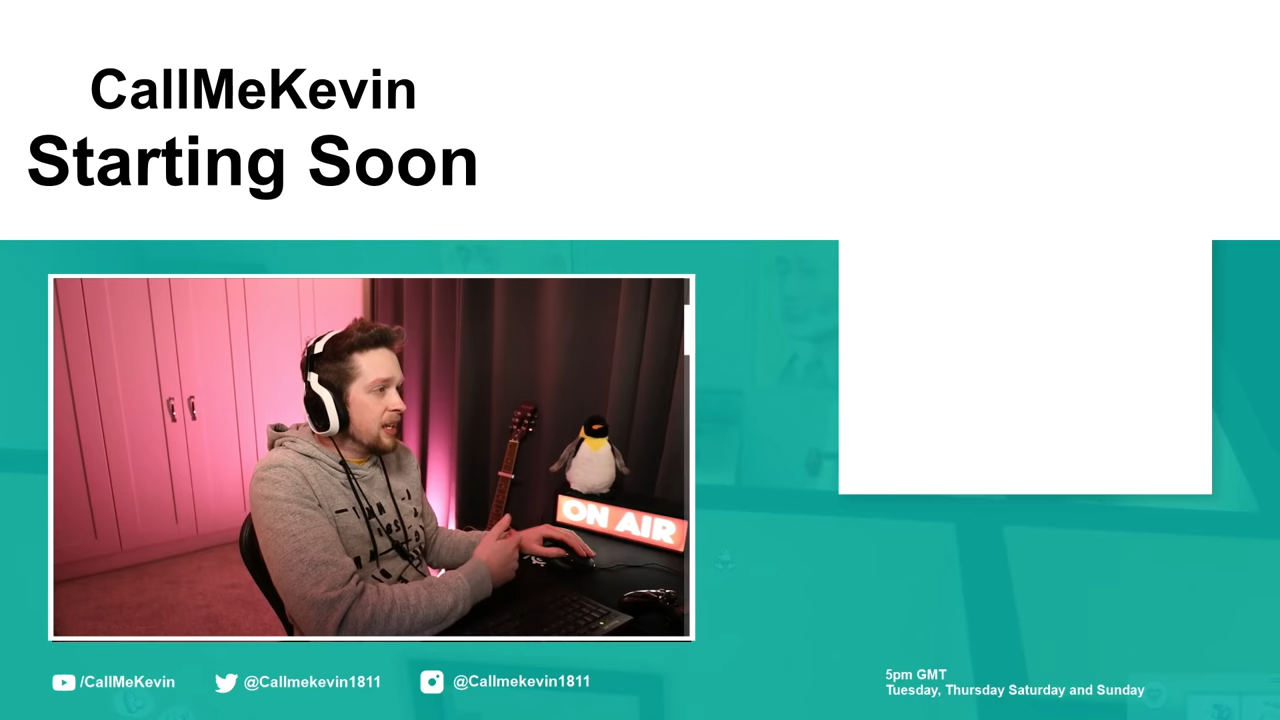 CallMeKevin
Starting Soon
ON AIR
/CallMeKevin
@Callmekevin1811
@Callmekevin1811
5pm GMT
Tuesday, Thursday Saturday and Sunday